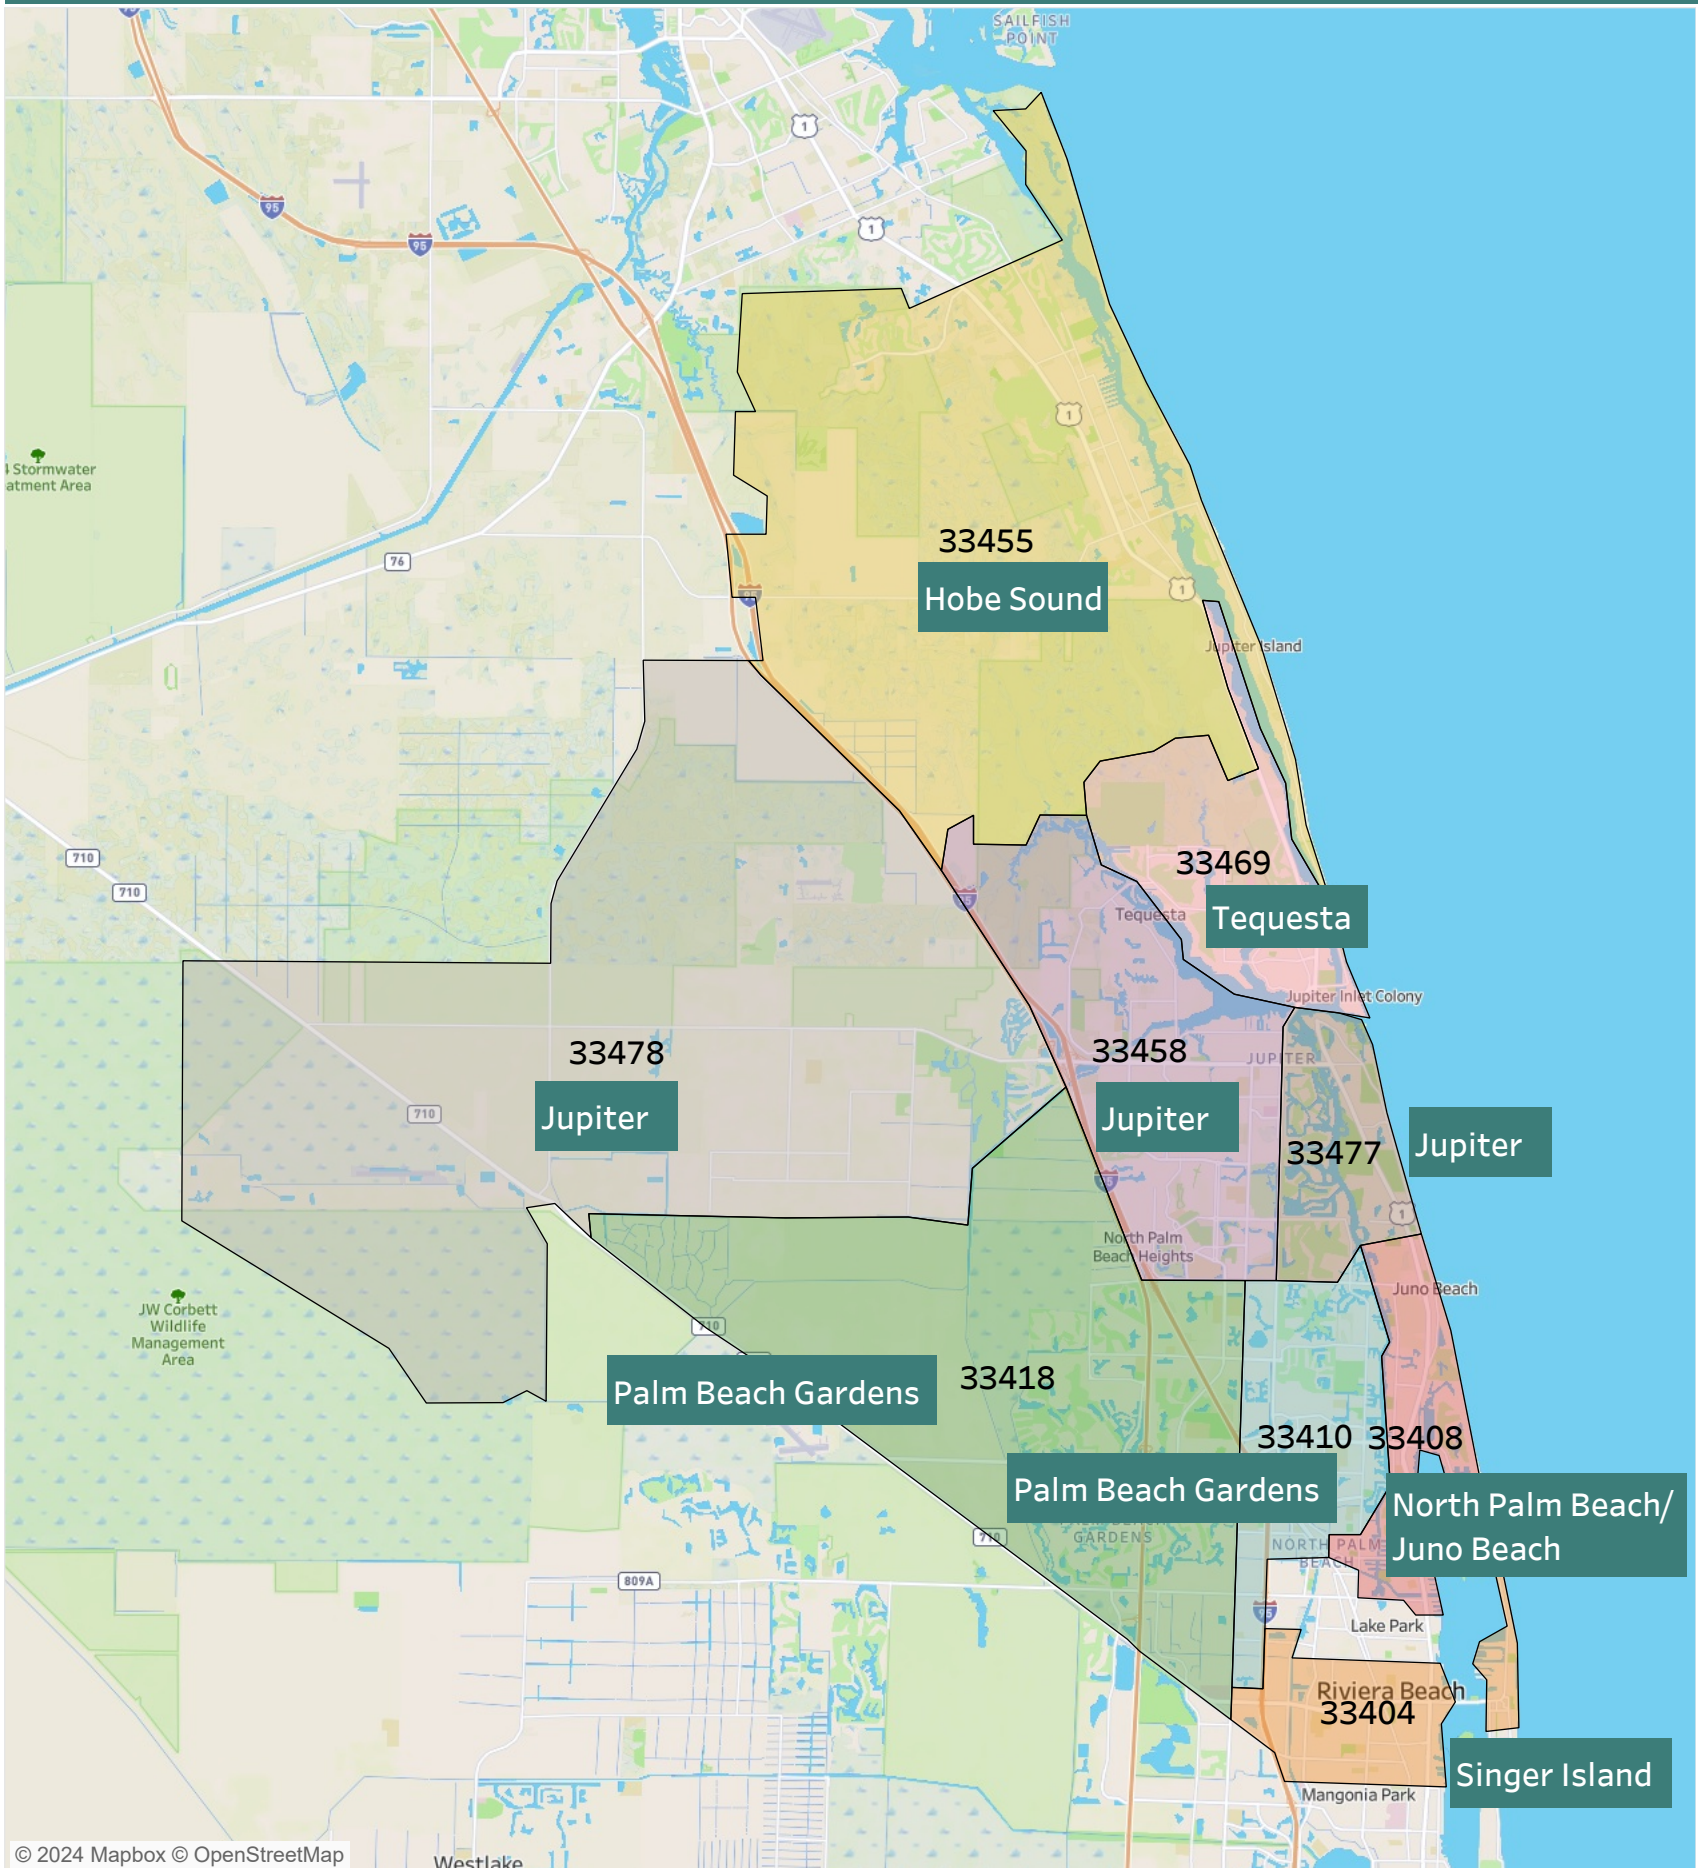 SAILFISH
POINT
1
95
1
95
1
Stormwater
atment Area
33455
76
1
95
Hobe Sound
Jupiter Island
710
33469
710
Tequesta
Tequesta
Jupiter Inlet Colony
33478
33458
JUPITER
710
Jupiter
Jupiter
Jupiter
33477
1
North Palm
Beach Heights
Juno Beach
JW Corbett
Wildlife
Management
Area
710
33418
Palm Beach Gardens
33410
33408
Palm Beach Gardens
North Palm Beach/
Juno Beach
710
GARDENS
NORTH PALM
BEACH
809A
95
Lake Park
Riviera Beach
33404
Singer Island
Mangonia Park
© 2024 Mapbox © OpenStreetMap
Westlake